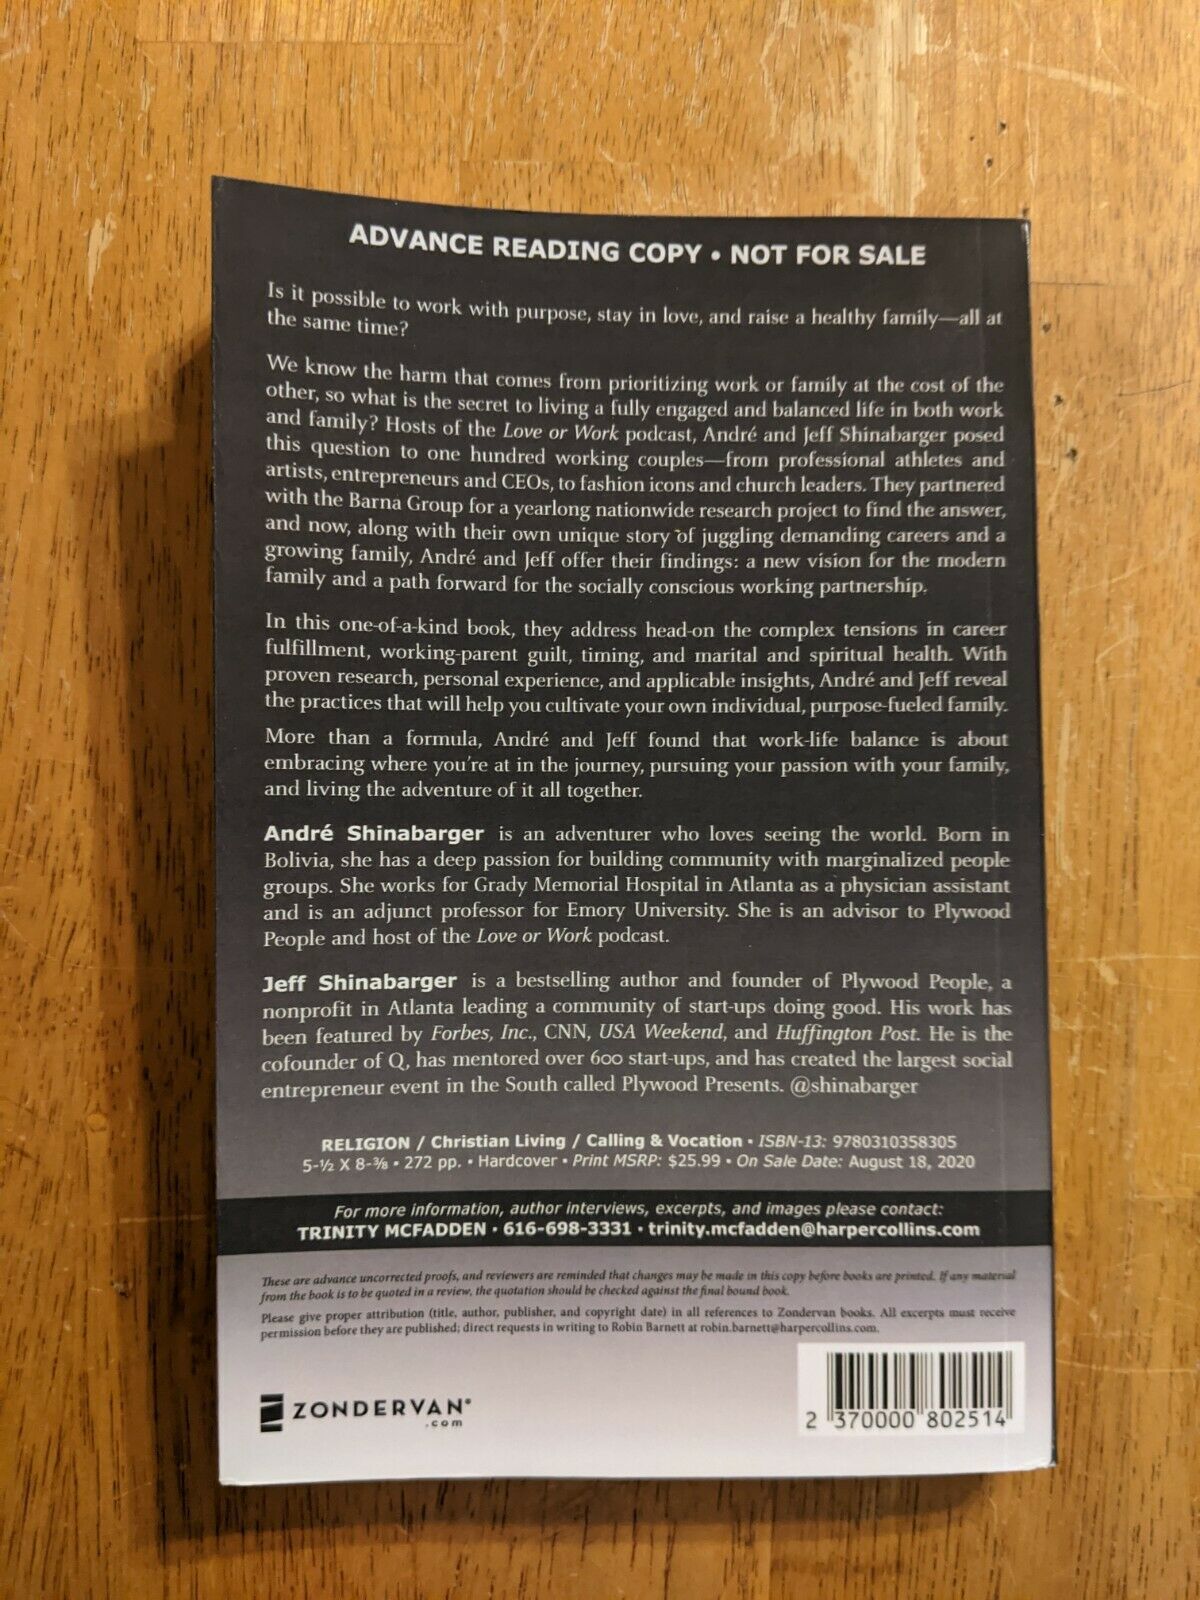 ADVANCE READING COPY • NOT FOR SALE
Is it possible to work with purpose, stay in love, and raise a healthy family—all at
the same time?
We know the harm that comes from prioritizing work or family at the cost of the
other, so what is the secret to living a fully engaged and balanced life in both work
and family? Hosts of the Love or Work podcast, André and Jeff Shinabarger posed
this question to one hundred working couples—from professional athletes and
artists, entrepreneurs and CEOs, to fashion icons and church leaders. They partnered
with the Barna Group for a yearlong nationwide research project to find the answer,
and now, along with their own unique story of juggling demanding careers and a
growing family, André and Jeff offer their findings: a new vision for the modern
family and a path forward for the socially conscious working partnership.
In this one-of-a-kind book, they address head-on the complex tensions in career
fulfillment, working-parent guilt, timing, and marital and spiritual health. With
proven research, personal experience, and applicable insights, André and Jeff reveal
the practices that will help you cultivate your own individual, purpose-fueled family.
More than a formula, André and Jeff found that work-life balance is about
embracing where you're at in the journey, pursuing your passion with your family,
and living the adventure of it all together.
André Shinabarger is an adventurer who loves seeing the world. Born in
Bolivia, she has a deep passion for building community with marginalized people
groups. She works for Grady Memorial Hospital in Atlanta as a physician assistant
and is an adjunct professor for Emory University. She is an advisor to Plywood
People and host of the Love or Work podcast.
Jeff Shinabarger is a bestselling author and founder of Plywood People, a
nonprofit in Atlanta leading a community of start-ups doing good. His work has
been featured by Forbes, Inc., CNN, USA Weekend, and Huffington Post. He is the
cofounder of Q, has mentored over 600 start-ups, and has created the largest social
entrepreneur event in the South called Plywood Presents. @shinabarger
RELIGION / Christian Living / Calling & Vocation • ISBN-13: 9780310358305
5-½ X 8-⅜ • 272 pp. • Hardcover • Print MSRP: $25.99 • On Sale Date: August 18, 2020
For more information, author interviews, excerpts, and images please contact:
TRINITY MCFADDEN • 616-698-3331 • trinity.mcfadden@harpercollins.com
These are advance uncorrected proofs, and reviewers are reminded that changes may be made in this copy before books are printed. If any material
from the book is to be quoted in a review, the quotation should be checked against the final bound book.
Please give proper attribution (title, author, publisher, and copyright date) in all references to Zondervan books. All excerpts must receive
permission before they are published; direct requests in writing to Robin Barnett at robin.barnett@harpercollins.com.
ZONDERVAN®
.com
2 370000 802514